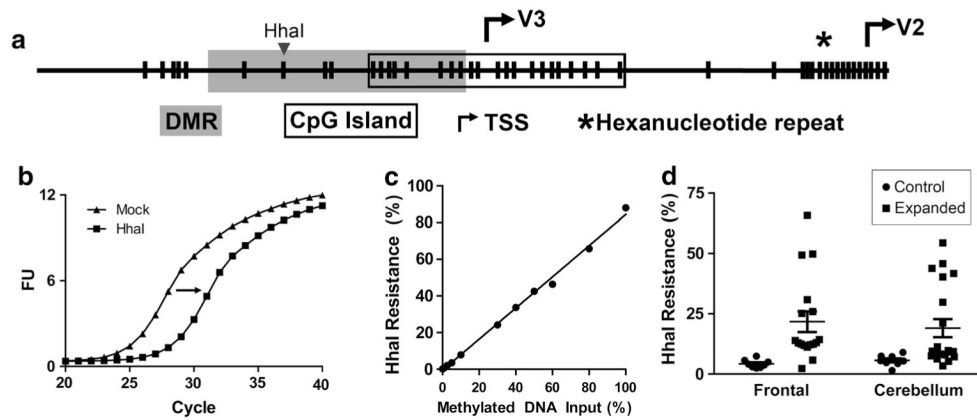 a
HhaI
V3
V2
*
DMR
CpG Island
TSS
*Hexanucleotide repeat
b
12
6
0
FU
Mock
HhaI
20 25 30 35 40
Cycle
c
100
80
60
40
20
0
HhaI Resistance (%)
0 20 40 60 80 100
Methylated DNA Input (%)
d
Control
Expanded
75
50
25
0
HhaI Resistance (%)
Frontal Cerebellum